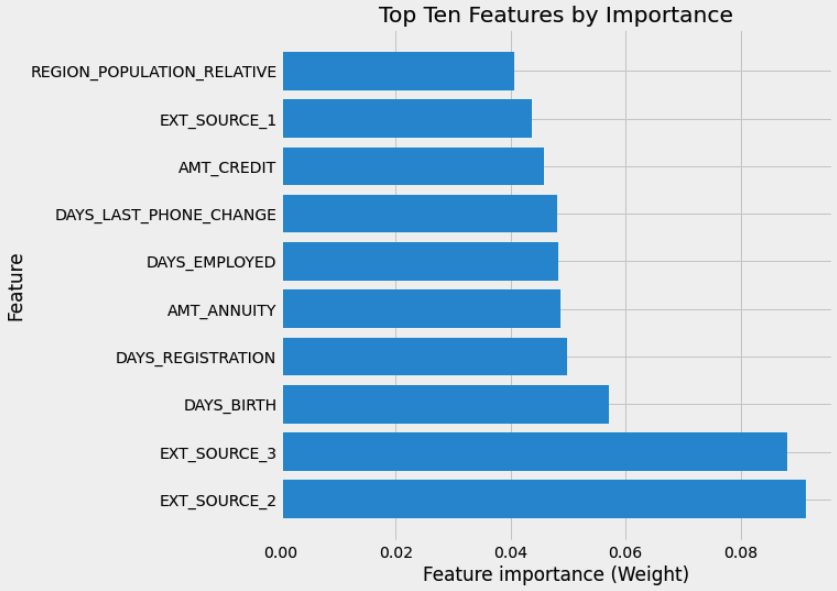 Top Ten Features by Importance
REGION_POPULATION_RELATIVE
EXT_SOURCE_1
AMT_CREDIT
DAYS_LAST_PHONE_CHANGE
DAYS_EMPLOYED
AMT_ANNUITY
DAYS_REGISTRATION
DAYS_BIRTH
EXT_SOURCE_3
EXT_SOURCE_2
Feature
0.00 0.02 0.04 0.06 0.08
Feature importance (Weight)